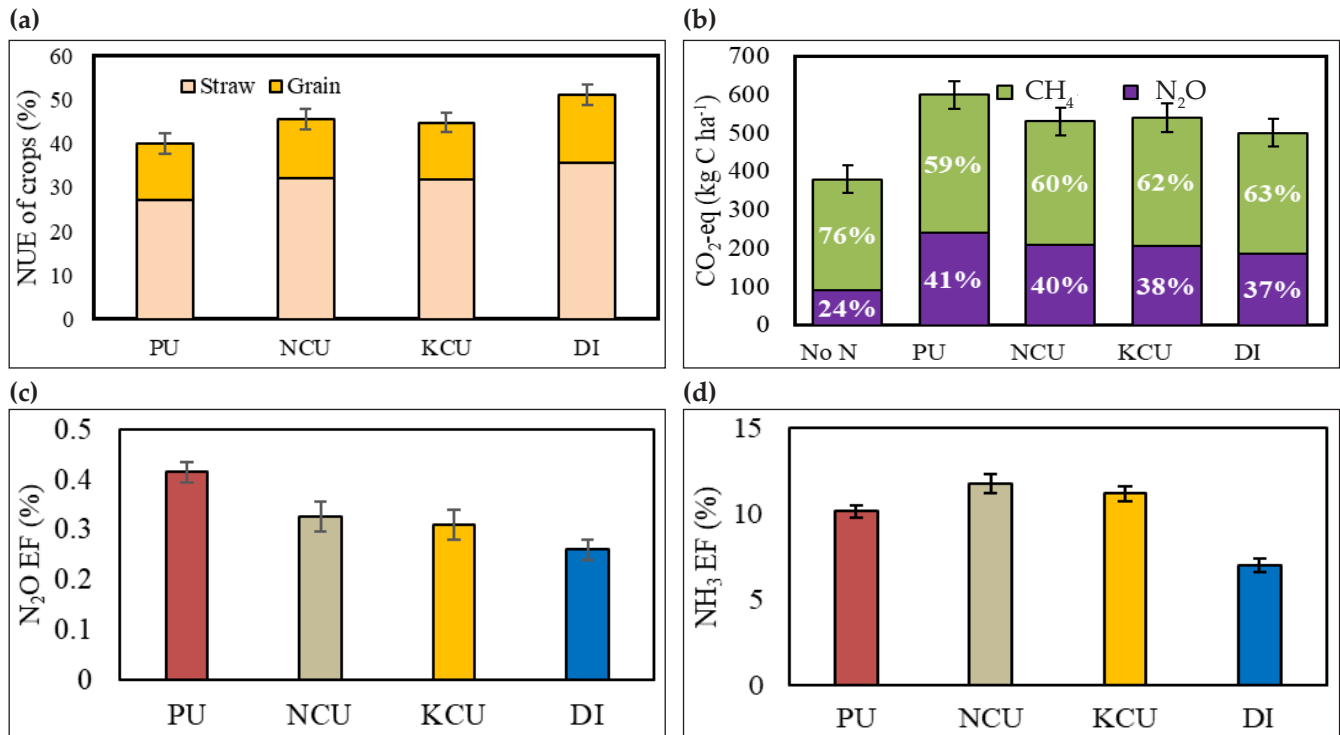 (a)
NUE of crops (%)
60
50
40
30
20
10
0
Straw Grain
PU NCU KCU DI
(b)
CO₂-eq (kg C ha⁻¹)
700
600
500
400
300
200
100
0
CH₄ N₂O
76% 59% 60% 62% 63%
24% 41% 40% 38% 37%
No N PU NCU KCU DI
(c)
N₂O EF (%)
0.5
0.4
0.3
0.2
0.1
0
PU NCU KCU DI
(d)
NH₃ EF (%)
15
10
5
0
PU NCU KCU DI